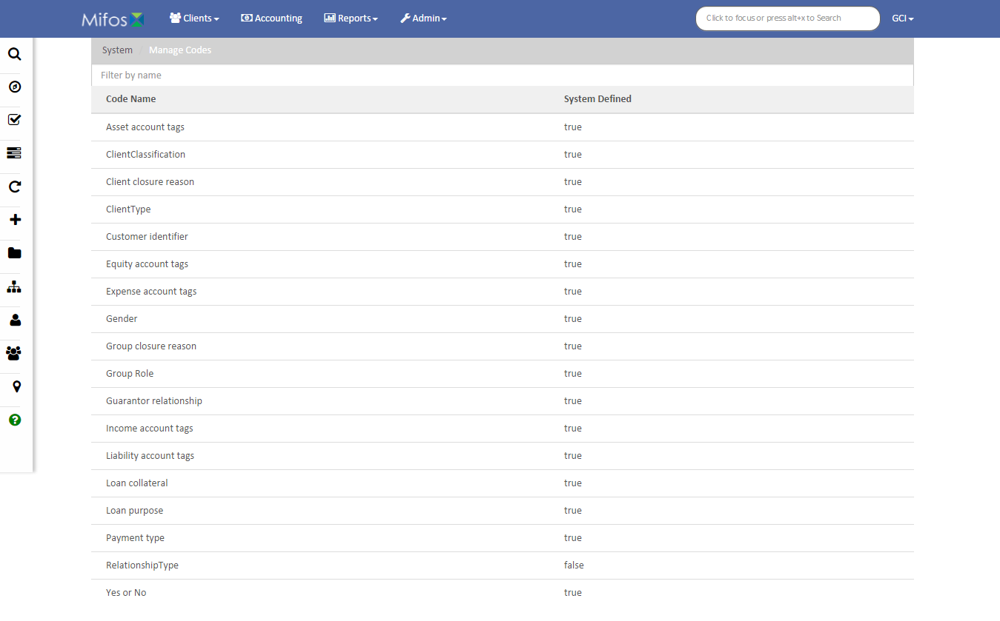 Mifos Clients Accounting Reports Admin Click to focus or press alt+x to Search GCI
System / Manage Codes
Filter by name
Code Name System Defined
Asset account tags true
ClientClassification true
Client closure reason true
ClientType true
Customer identifier true
Equity account tags true
Expense account tags true
Gender true
Group closure reason true
Group Role true
Guarantor relationship true
Income account tags true
Liability account tags true
Loan collateral true
Loan purpose true
Payment type true
RelationshipType false
Yes or No true